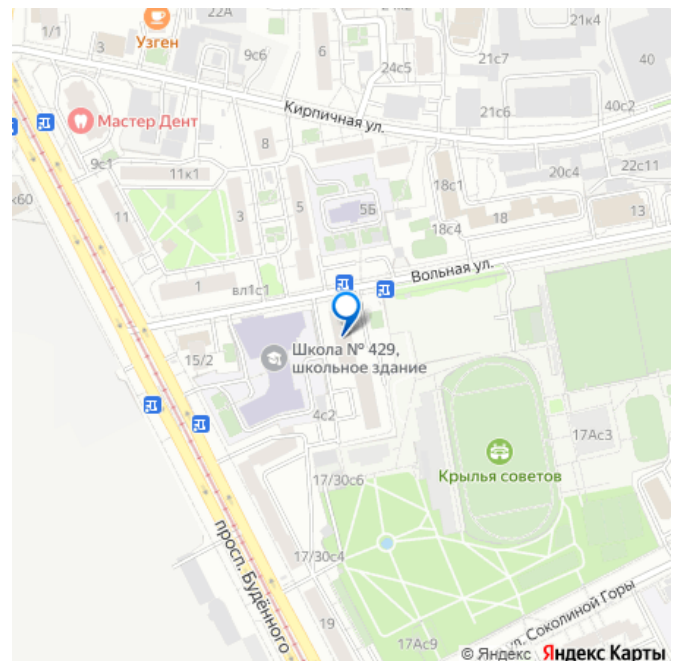 22А
21к4
1/1
3
Узген
9с6
6
24с5
21с7
40
21с6
40с2
Кирпичная ул.
Мастер Дент
9с1
8
11к1
18с1
20с4
22с11
к60
11
3
5
5Б
18с4
18
13
Вольная ул.
1
вл1с1
15/2
Школа № 429,
школьное здание
4с2
17Ас3
Крылья советов
17/30с6
просп. Будённого
17/30с4
19
17Ас9
ул. Соколиной Горы
© Яндекс Яндекс Карты